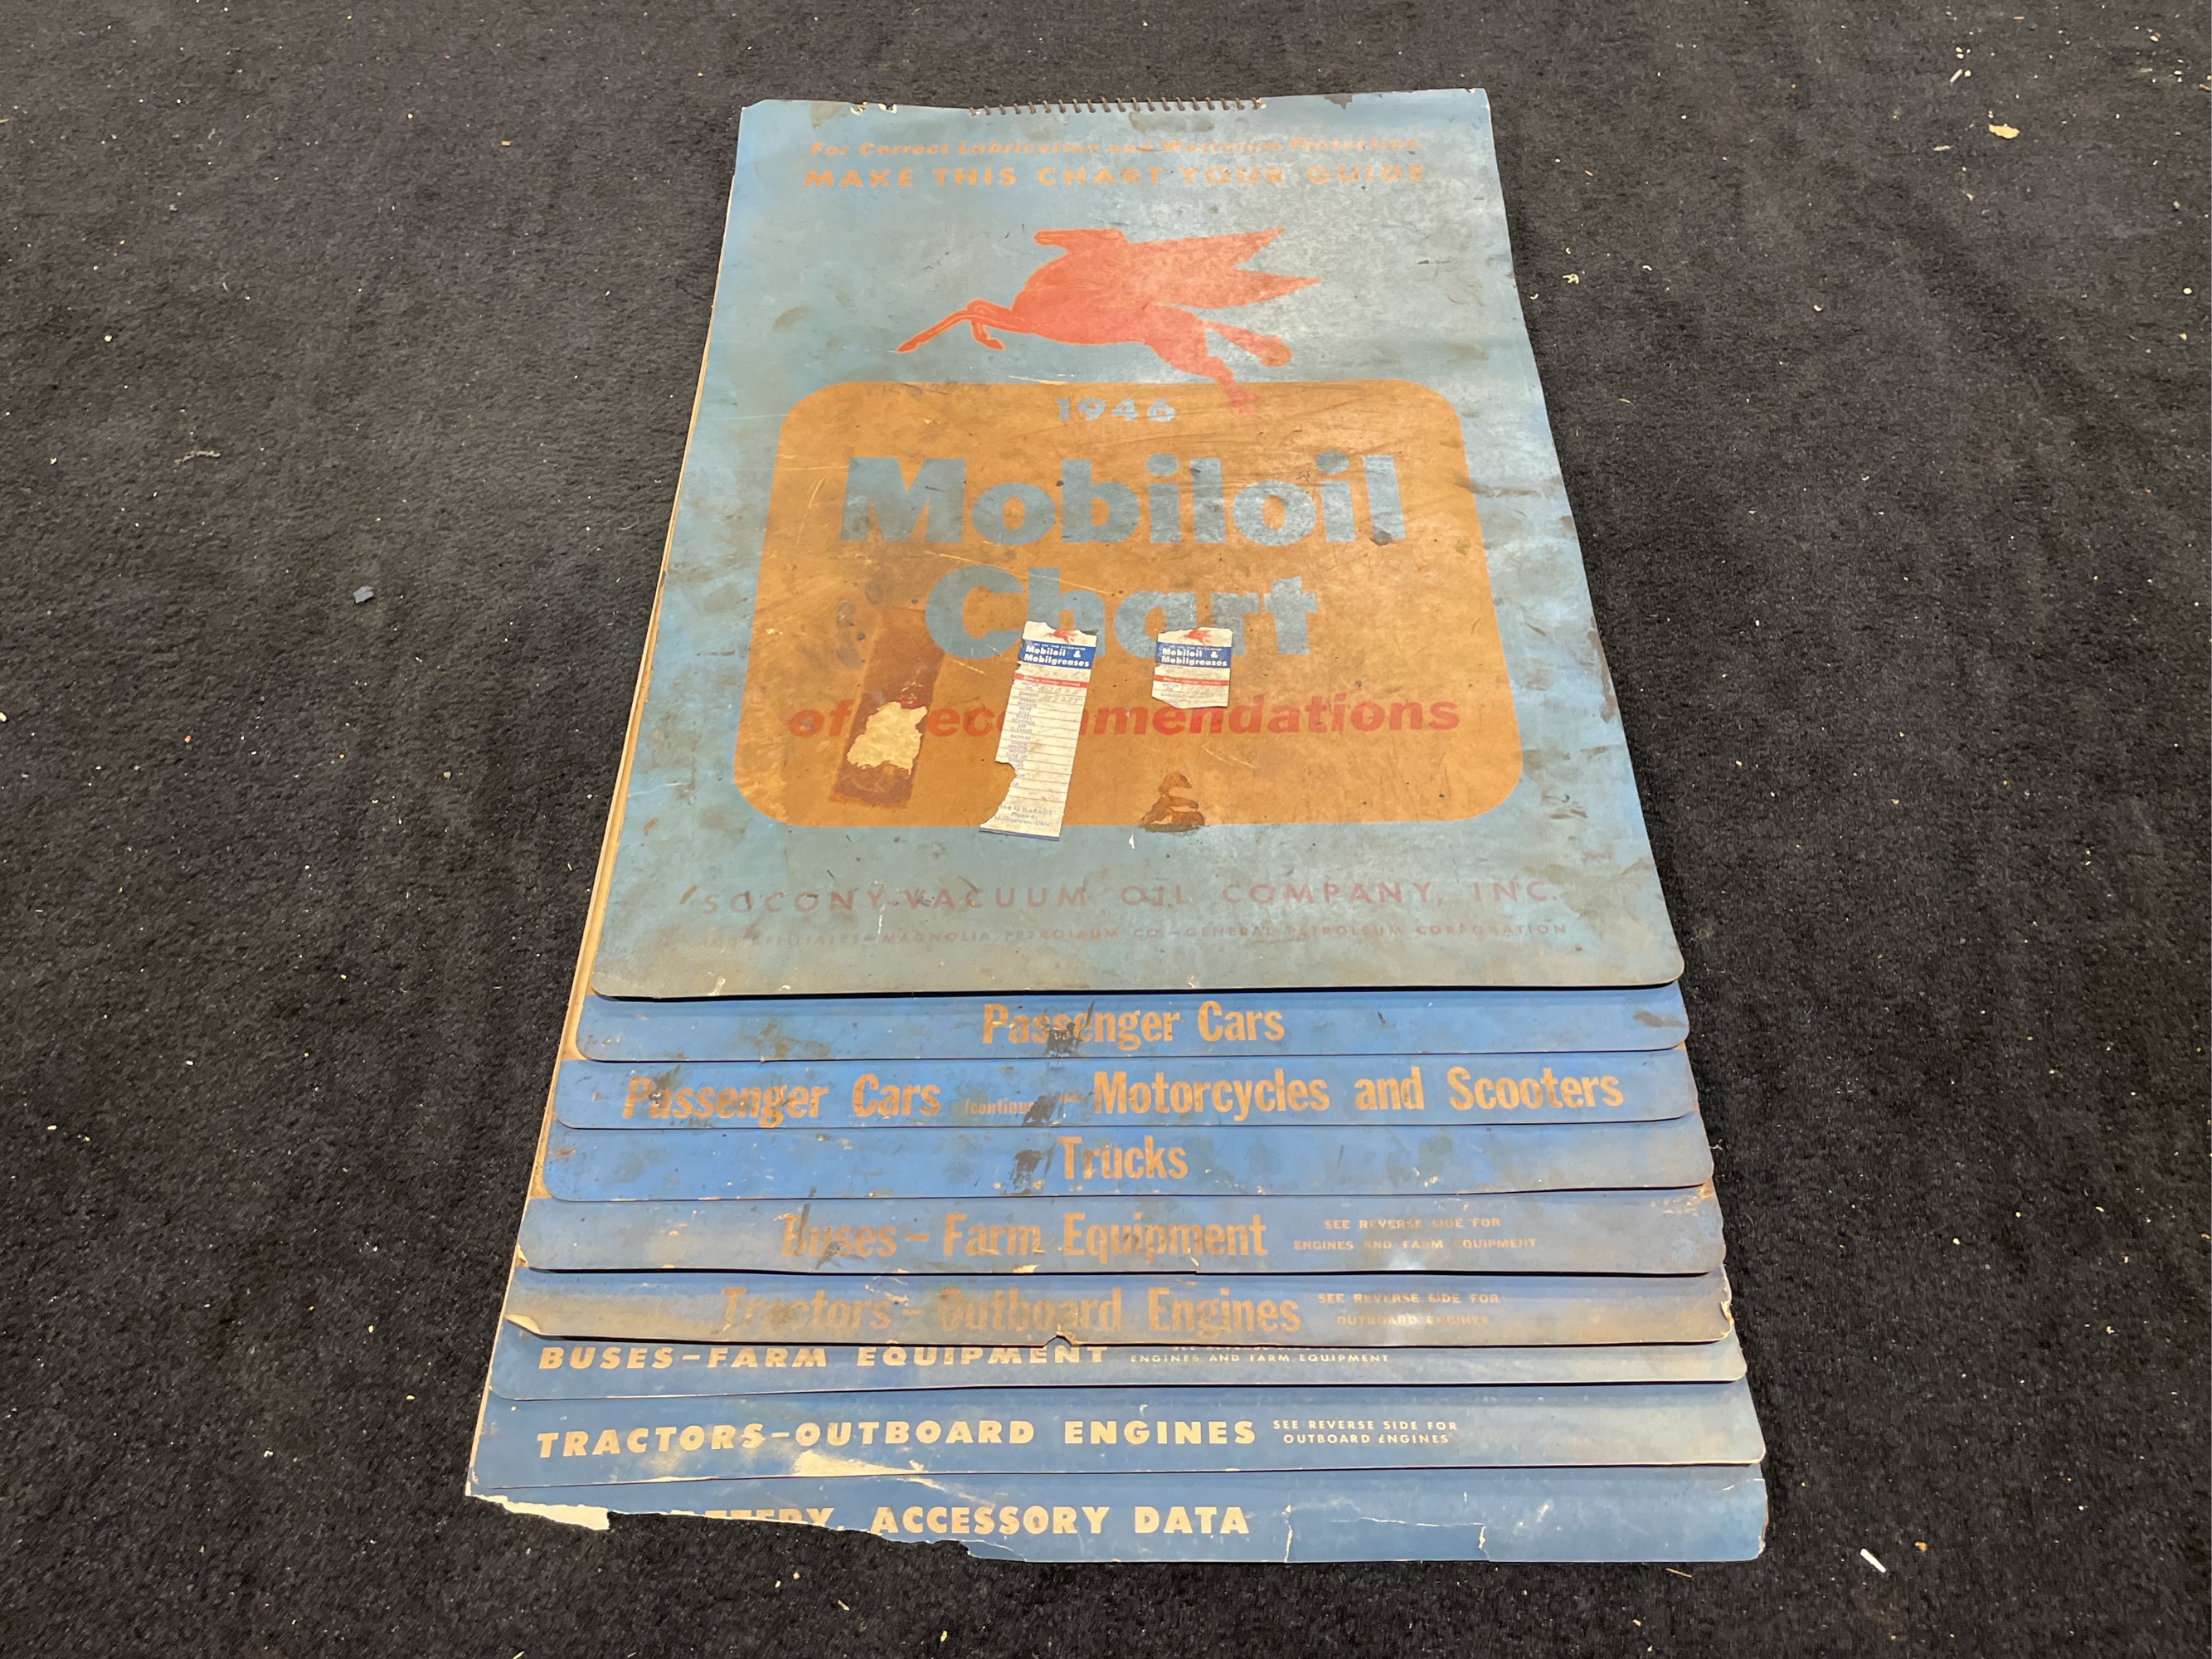 For Correct Lubrication and Maximum Protection
MAKE THIS CHART YOUR GUIDE
1946
Mobiloil
Chart
of Recommendations
Mobiloil &
Mobilgreases
Mobiloil &
Mobilgreases
SOCONY-VACUUM OIL COMPANY, INC.
AND AFFILIATES—MAGNOLIA PETROLEUM CO.—GENERAL PETROLEUM CORPORATION
Passenger Cars
Passenger Cars Motorcycles and Scooters
Trucks
Buses – Farm Equipment SEE REVERSE SIDE FOR
ENGINES AND FARM EQUIPMENT
Tractors – Outboard Engines SEE REVERSE SIDE FOR
OUTBOARD ENGINES
BUSES–FARM EQUIPMENT
ENGINES AND FARM EQUIPMENT
TRACTORS–OUTBOARD ENGINES SEE REVERSE SIDE FOR
OUTBOARD ENGINES
ACCESSORY DATA